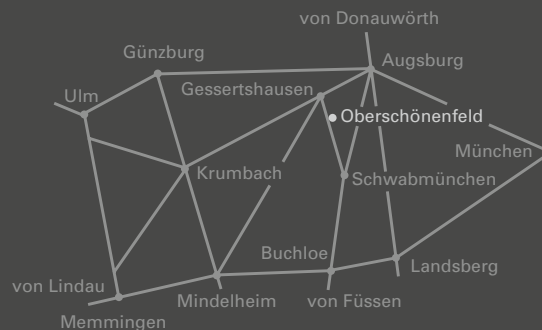 von Donauwörth
Günzburg
Augsburg
Gessertshausen
Ulm
Oberschönenfeld
München
Krumbach
Schwabmünchen
Buchloe
Landsberg
von Lindau
Mindelheim
von Füssen
Memmingen